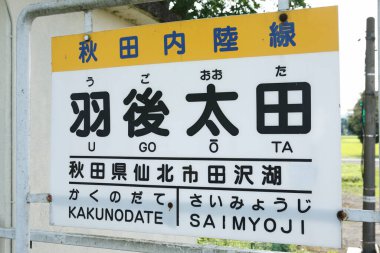 秋田内陸線
うごおおた
羽後太田
U GO Ō TA
秋田県仙北市田沢湖
かくのだて さいみょうじ
KAKUNODATE SAIMYOJI